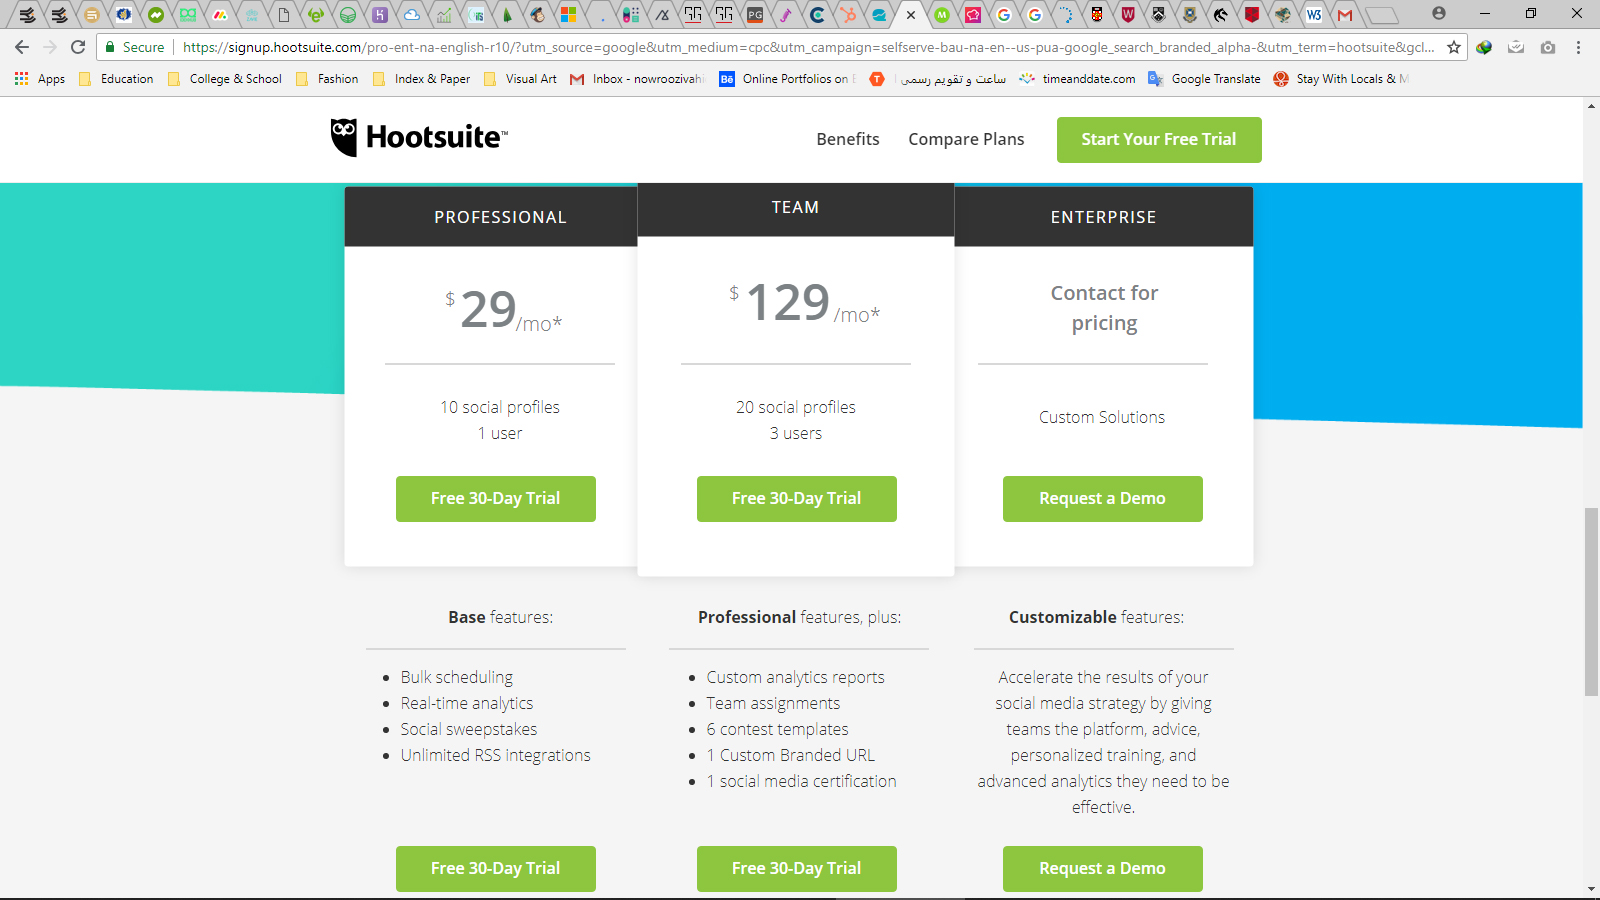 Secure
https://signup.hootsuite.com/pro-ent-na-english-r10/?utm_source=google&utm_medium=cpc&utm_campaign=selfserve-bau-na-en--us-pua-google_search_branded_alpha-&utm_term=hootsuite&gcl...
Apps
Education
College & School
Fashion
Index & Paper
Visual Art
Inbox - nowroozivahi
Online Portfolios on
ساعت و تقویم رسمی
timeanddate.com
Google Translate
Stay With Locals & M
Hootsuite™
Benefits
Compare Plans
Start Your Free Trial
PROFESSIONAL
$ 29/mo*
10 social profiles
1 user
Free 30-Day Trial
TEAM
$ 129/mo*
20 social profiles
3 users
Free 30-Day Trial
ENTERPRISE
Contact for
pricing
Custom Solutions
Request a Demo
Base features:
• Bulk scheduling
• Real-time analytics
• Social sweepstakes
• Unlimited RSS integrations
Free 30-Day Trial
Professional features, plus:
• Custom analytics reports
• Team assignments
• 6 contest templates
• 1 Custom Branded URL
• 1 social media certification
Free 30-Day Trial
Customizable features:
Accelerate the results of your
social media strategy by giving
teams the platform, advice,
personalized training, and
advanced analytics they need to be
effective.
Request a Demo